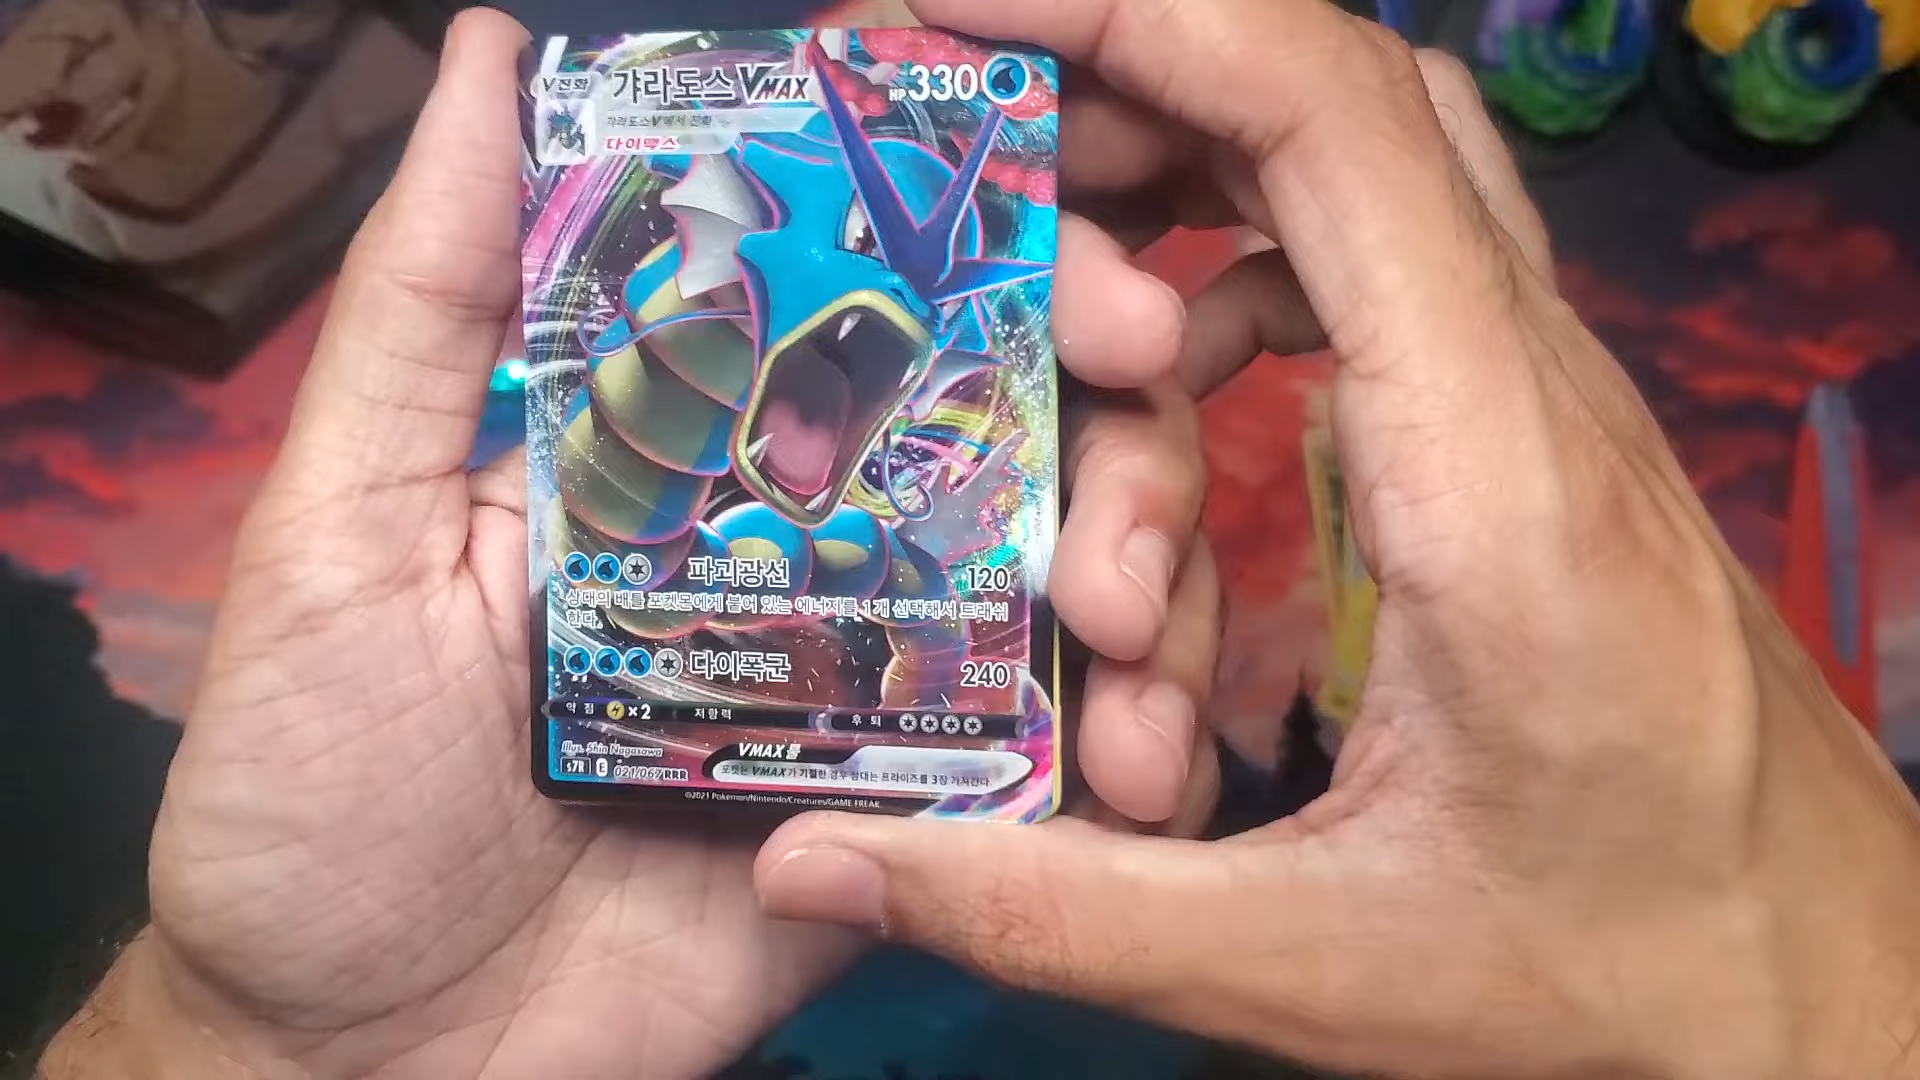 V진화 갸라도스 VMAX HP 330
갸라도스V에서 진화
다이맥스
파괴광선 120
상대의 배틀 포켓몬에게 붙어 있는 에너지를 1개 선택해서 트래쉬
한다.
다이폭군 240
약점 ×2 저항력 후퇴
Illus. Shin Nagasawa
VMAX룰
s7R E 021/067 RRR
포켓몬 VMAX가 기절한 경우 상대는 프라이즈를 3장 가져간다.
©2021 Pokémon/Nintendo/Creatures/GAME FREAK